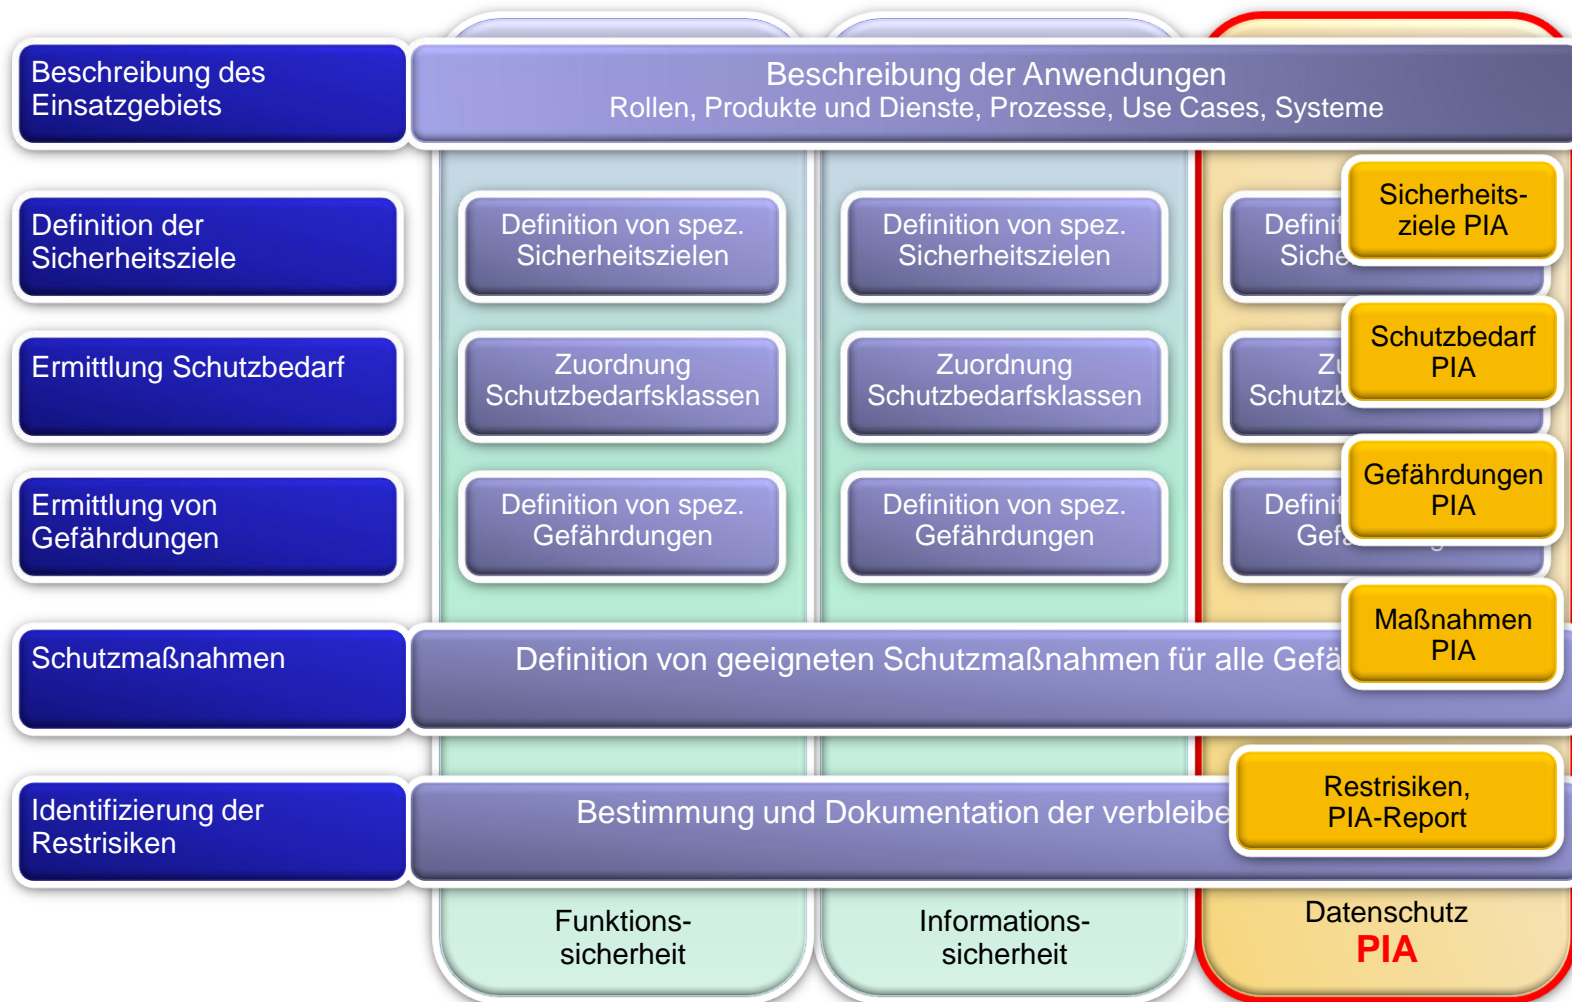 Beschreibung des
Einsatzgebiets
Beschreibung der Anwendungen
Rollen, Produkte und Dienste, Prozesse, Use Cases, Systeme
Definition der
Sicherheitsziele
Definition von spez.
Sicherheitszielen
Definition von spez.
Sicherheitszielen
Sicherheits-
ziele PIA
Ermittlung Schutzbedarf
Zuordnung
Schutzbedarfsklassen
Zuordnung
Schutzbedarfsklassen
Schutzbedarf
PIA
Ermittlung von
Gefährdungen
Definition von spez.
Gefährdungen
Definition von spez.
Gefährdungen
Gefährdungen
PIA
Schutzmaßnahmen
Definition von geeigneten Schutzmaßnahmen für alle
Maßnahmen
PIA
Identifizierung der
Restrisiken
Bestimmung und Dokumentation der
Restrisiken,
PIA-Report
Funktions-
sicherheit
Informations-
sicherheit
Datenschutz
PIA